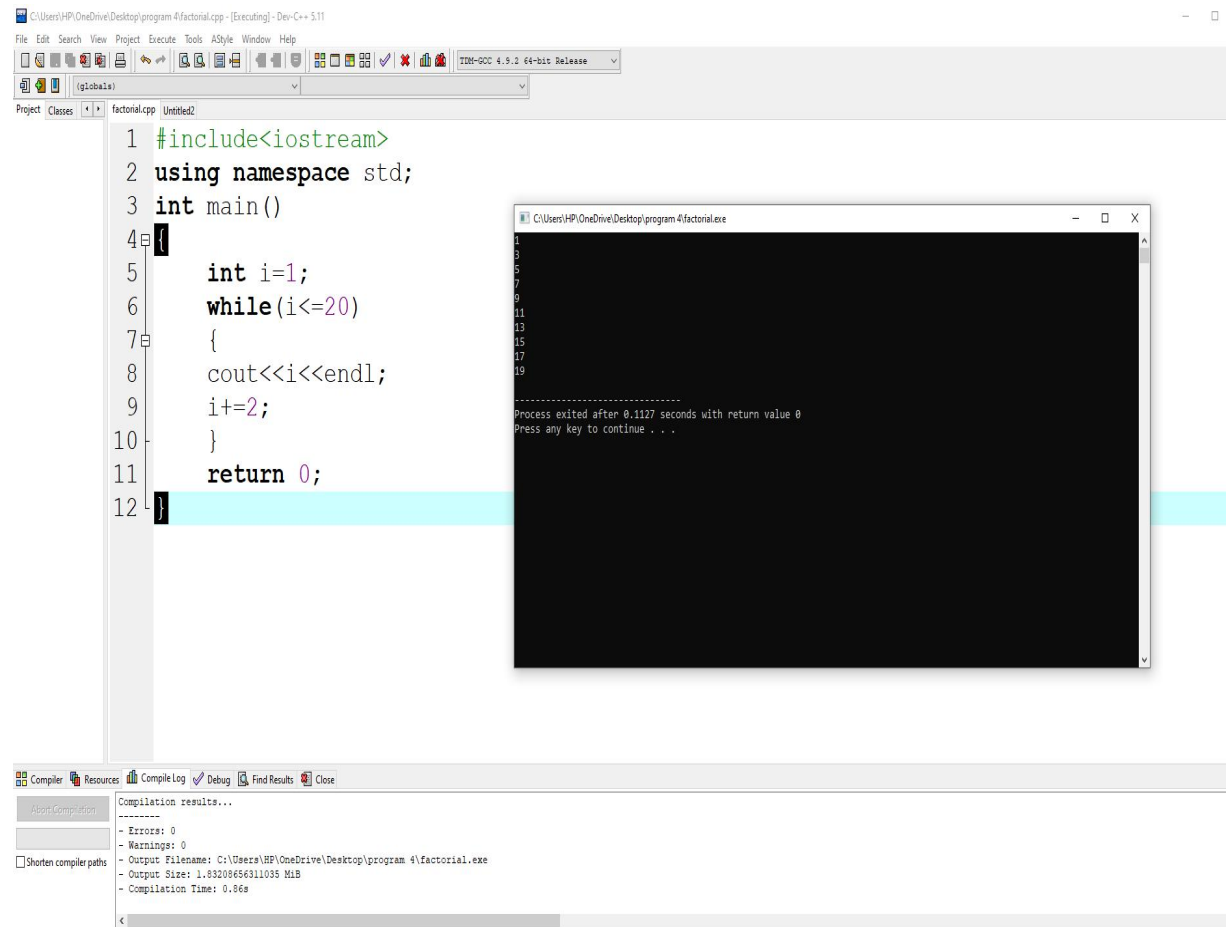 C:\Users\HP\OneDrive\Desktop\program 4\factorial.cpp - [Executing] - Dev-C++ 5.11
File Edit Search View Project Execute Tools AStyle Window Help
TDM-GCC 4.9.2 64-bit Release
(globals)
Project Classes factorial.cpp Untitled2
1 #include<iostream>
2 using namespace std;
3 int main()
4 {
5 int i=1;
6 while(i<=20)
7 {
8 cout<<i<<endl;
9 i+=2;
10 }
11 return 0;
12 }
C:\Users\HP\OneDrive\Desktop\program 4\factorial.exe
1
3
5
7
9
11
13
15
17
19
--------------------------------
Process exited after 0.1127 seconds with return value 0
Press any key to continue . . .
Compiler Resources Compile Log Debug Find Results Close
Abort Compilation
Shorten compiler paths
Compilation results...
--------
- Errors: 0
- Warnings: 0
- Output Filename: C:\Users\HP\OneDrive\Desktop\program 4\factorial.exe
- Output Size: 1.83208656311035 MiB
- Compilation Time: 0.86s